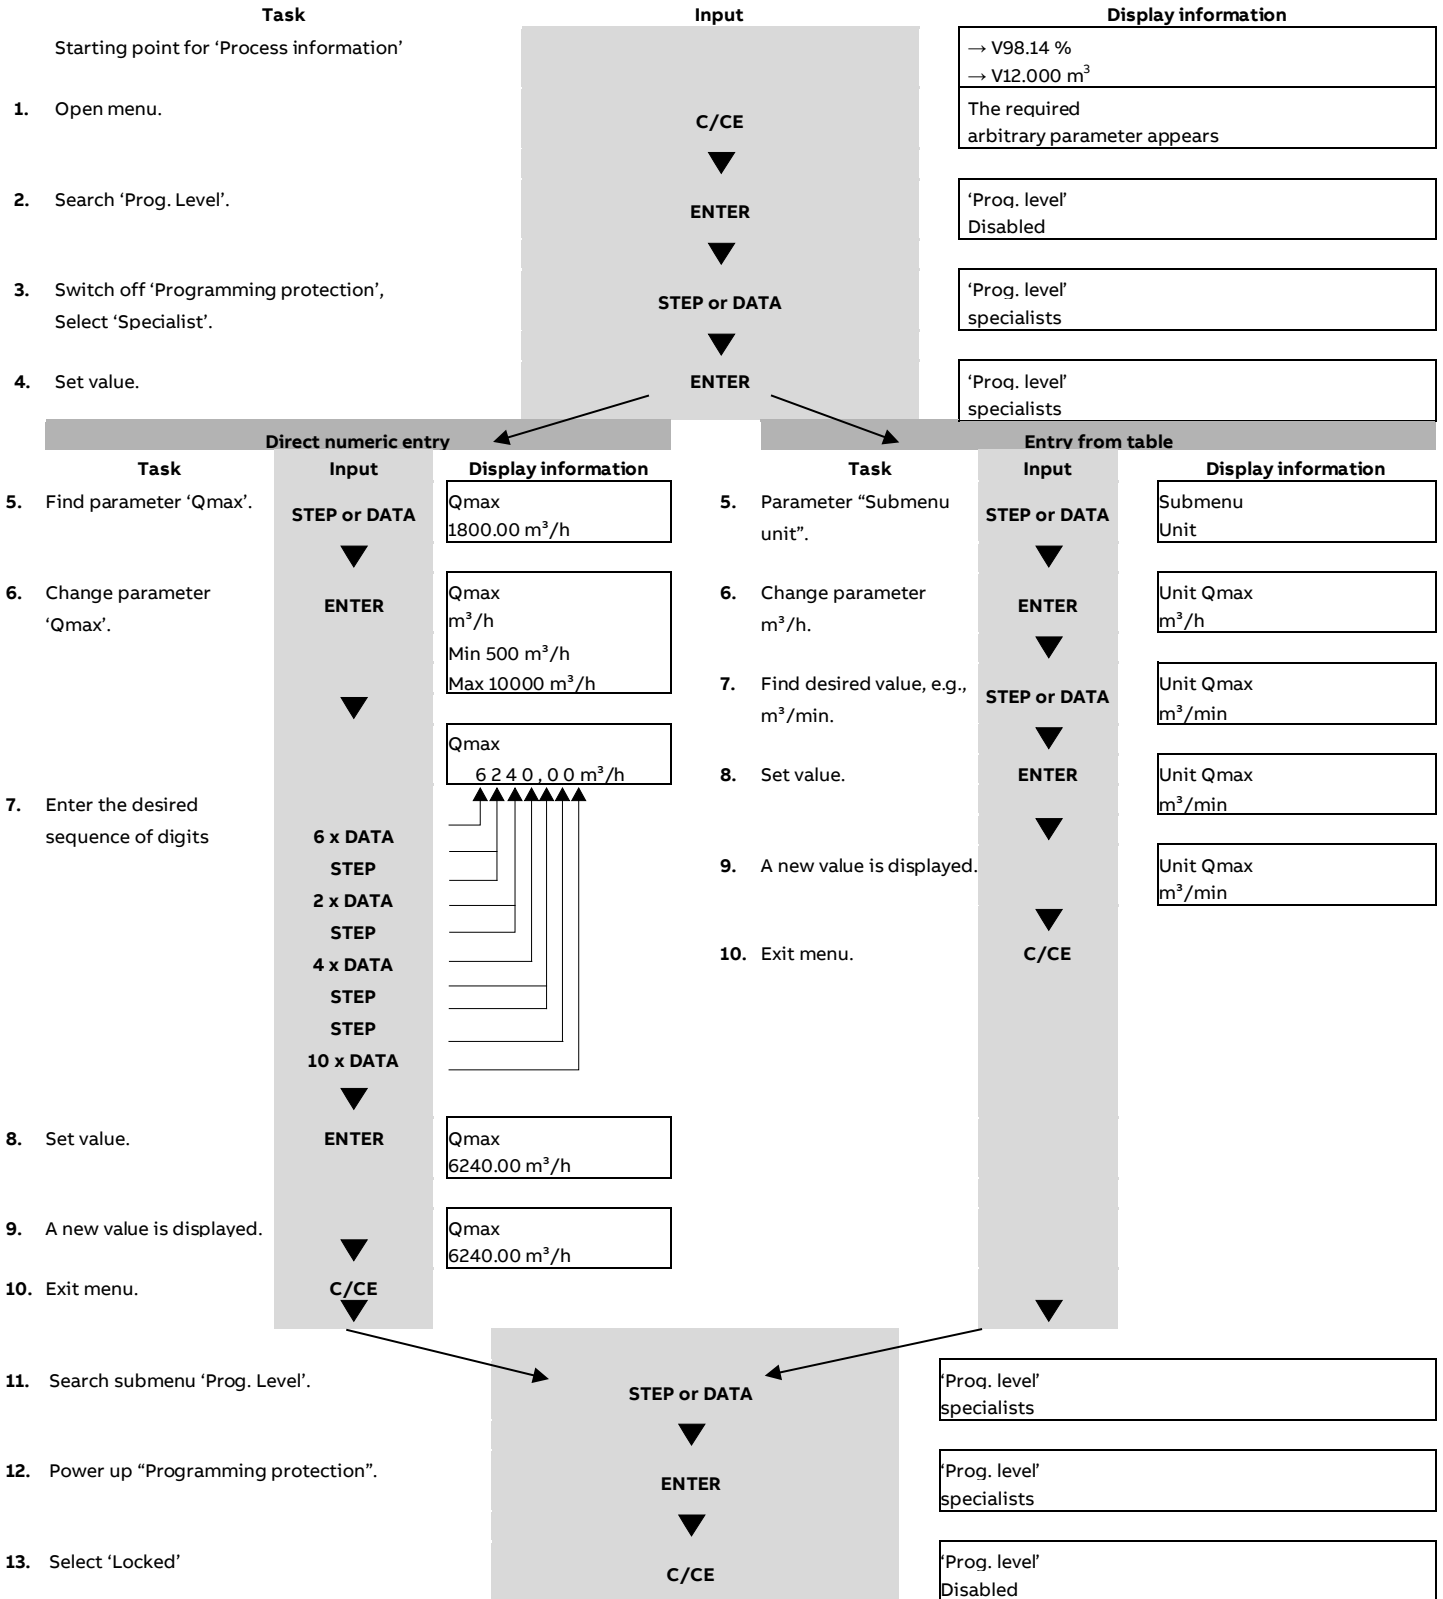 Task Input Display information
Starting point for ‘Process information’
→ V98.14 %
→ V12.000 m³
1. Open menu.
C/CE
The required
arbitrary parameter appears
2. Search ‘Prog. Level’.
ENTER
‘Prog. level’
Disabled
3. Switch off ‘Programming protection’,
Select ‘Specialist’.
STEP or DATA
‘Prog. level’
specialists
4. Set value.
ENTER
‘Prog. level’
specialists
Direct numeric entry
Task Input Display information
5. Find parameter ‘Qmax’.
STEP or DATA
Qmax
1800.00 m³/h
6. Change parameter
‘Qmax’.
ENTER
Qmax
m³/h
Min 500 m³/h
Max 10000 m³/h
Qmax
6 2 4 0 , 0 0 m³/h
7. Enter the desired
sequence of digits
6 x DATA
STEP
2 x DATA
STEP
4 x DATA
STEP
STEP
10 x DATA
8. Set value.
ENTER
Qmax
6240.00 m³/h
9. A new value is displayed.
Qmax
6240.00 m³/h
10. Exit menu.
C/CE
Entry from table
Task Input Display information
5. Parameter “Submenu
unit”.
STEP or DATA
Submenu
Unit
6. Change parameter
m³/h.
ENTER
Unit Qmax
m³/h
7. Find desired value, e.g.,
m³/min.
STEP or DATA
Unit Qmax
m³/min
8. Set value.
ENTER
Unit Qmax
m³/min
9. A new value is displayed.
Unit Qmax
m³/min
10. Exit menu.
C/CE
11. Search submenu ‘Prog. Level’.
STEP or DATA
‘Prog. level’
specialists
12. Power up “Programming protection”.
ENTER
‘Prog. level’
specialists
13. Select ‘Locked’
C/CE
‘Prog. level’
Disabled